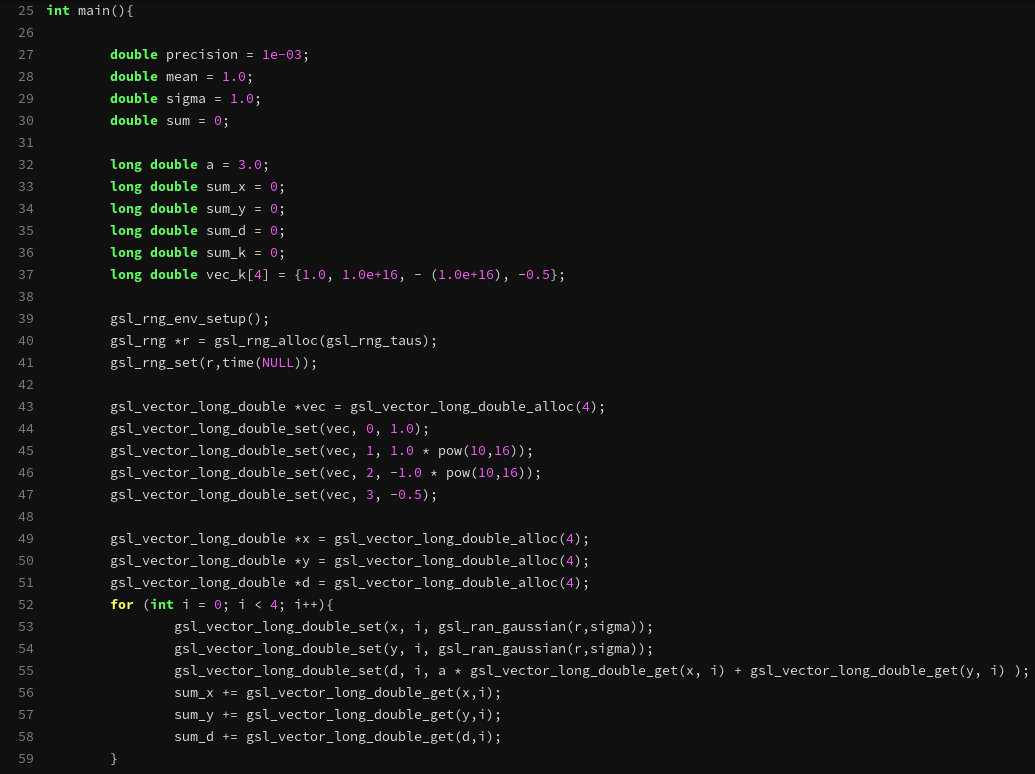 25 int main(){
26
27         double precision = 1e-03;
28         double mean = 1.0;
29         double sigma = 1.0;
30         double sum = 0;
31
32         long double a = 3.0;
33         long double sum_x = 0;
34         long double sum_y = 0;
35         long double sum_d = 0;
36         long double sum_k = 0;
37         long double vec_k[4] = {1.0, 1.0e+16, - (1.0e+16), -0.5};
38
39         gsl_rng_env_setup();
40         gsl_rng *r = gsl_rng_alloc(gsl_rng_taus);
41         gsl_rng_set(r,time(NULL));
42
43         gsl_vector_long_double *vec = gsl_vector_long_double_alloc(4);
44         gsl_vector_long_double_set(vec, 0, 1.0);
45         gsl_vector_long_double_set(vec, 1, 1.0 * pow(10,16));
46         gsl_vector_long_double_set(vec, 2, -1.0 * pow(10,16));
47         gsl_vector_long_double_set(vec, 3, -0.5);
48
49         gsl_vector_long_double *x = gsl_vector_long_double_alloc(4);
50         gsl_vector_long_double *y = gsl_vector_long_double_alloc(4);
51         gsl_vector_long_double *d = gsl_vector_long_double_alloc(4);
52         for (int i = 0; i < 4; i++){
53                 gsl_vector_long_double_set(x, i, gsl_ran_gaussian(r,sigma));
54                 gsl_vector_long_double_set(y, i, gsl_ran_gaussian(r,sigma));
55                 gsl_vector_long_double_set(d, i, a * gsl_vector_long_double_get(x, i) + gsl_vector_long_double_get(y, i) );
56                 sum_x += gsl_vector_long_double_get(x,i);
57                 sum_y += gsl_vector_long_double_get(y,i);
58                 sum_d += gsl_vector_long_double_get(d,i);
59         }